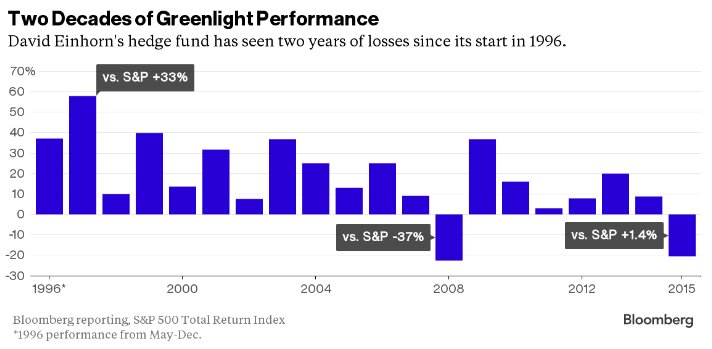 Two Decades of Greenlight Performance
David Einhorn's hedge fund has seen two years of losses since its start in 1996.
70%
vs. S&P +33%
60
50
40
30
20
10
0
vs. S&P -37%
vs. S&P +1.4%
-10
-20
-30
1996*
2000
2004
2008
2012
2015
Bloomberg reporting, S&P 500 Total Return Index
*1996 performance from May-Dec.
Bloomberg